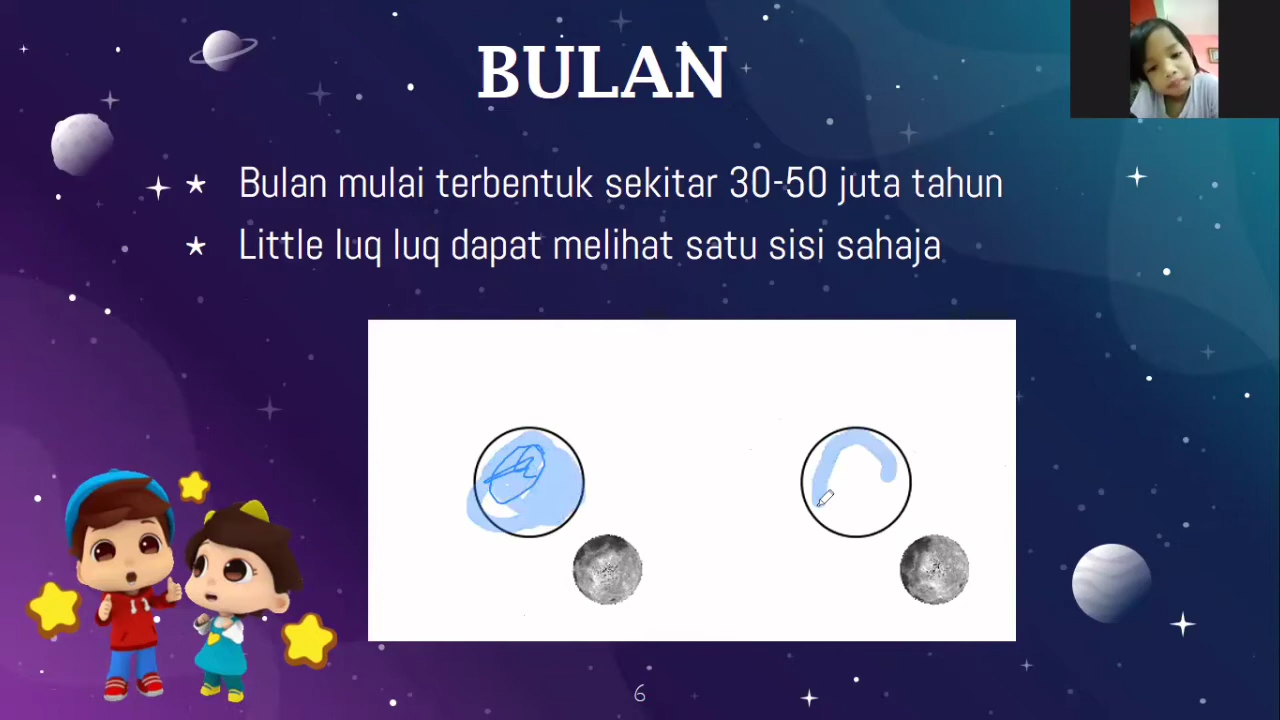 BULAN
Bulan mulai terbentuk sekitar 30-50 juta tahun
Little luq luq dapat melihat satu sisi sahaja
6